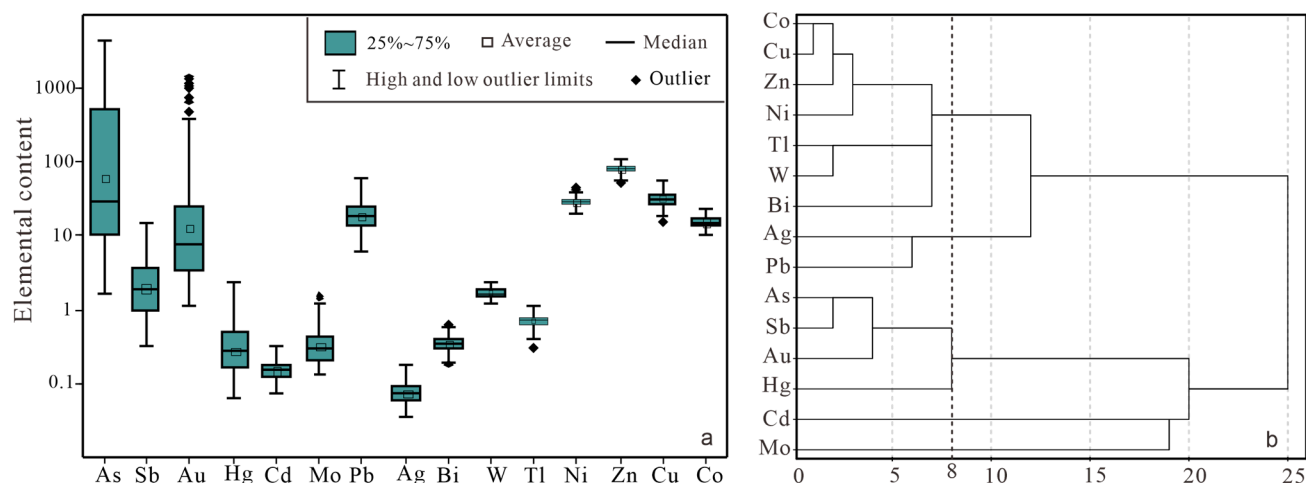 25%~75% Average Median
High and low outlier limits Outlier
Elemental content
1000
100
10
1
0.1
As Sb Au Hg Cd Mo Pb Ag Bi W Tl Ni Zn Cu Co
a
Co
Cu
Zn
Ni
Tl
W
Bi
Ag
Pb
As
Sb
Au
Hg
Cd
Mo
b
0 5 8 10 15 20 25